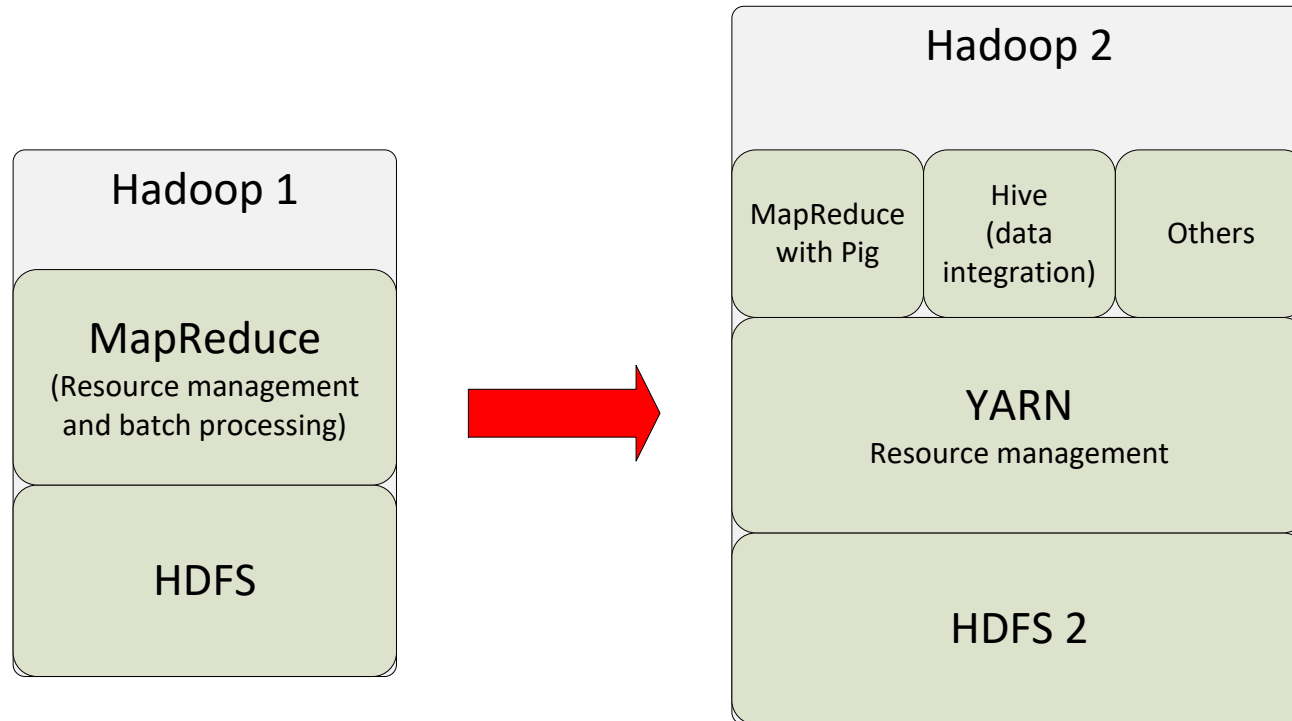 Hadoop 1
MapReduce
(Resource management
and batch processing)
HDFS
Hadoop 2
MapReduce
with Pig
Hive
(data
integration)
Others
YARN
Resource management
HDFS 2